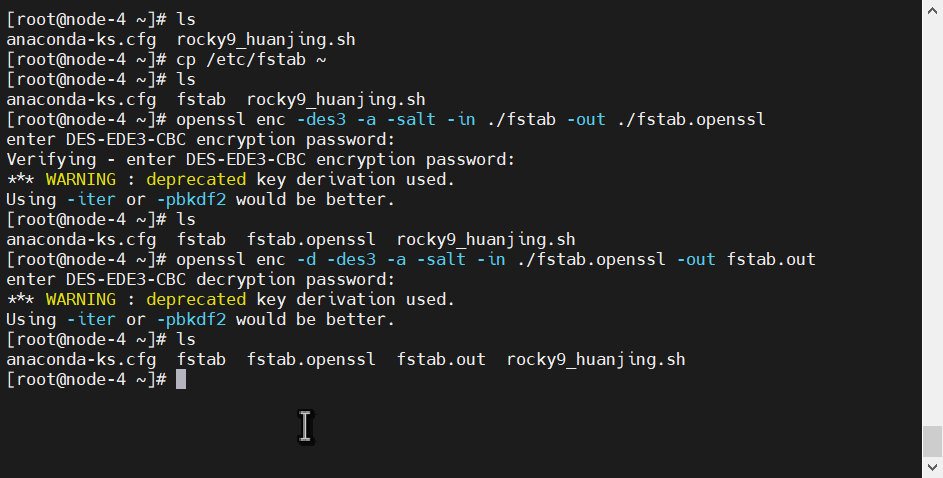 [root@node-4 ~]# ls
anaconda-ks.cfg  rocky9_huanjing.sh
[root@node-4 ~]# cp /etc/fstab ~
[root@node-4 ~]# ls
anaconda-ks.cfg  fstab  rocky9_huanjing.sh
[root@node-4 ~]# openssl enc -des3 -a -salt -in ./fstab -out ./fstab.openssl
enter DES-EDE3-CBC encryption password:
Verifying - enter DES-EDE3-CBC encryption password:
*** WARNING : deprecated key derivation used.
Using -iter or -pbkdf2 would be better.
[root@node-4 ~]# ls
anaconda-ks.cfg  fstab  fstab.openssl  rocky9_huanjing.sh
[root@node-4 ~]# openssl enc -d -des3 -a -salt -in ./fstab.openssl -out fstab.out
enter DES-EDE3-CBC decryption password:
*** WARNING : deprecated key derivation used.
Using -iter or -pbkdf2 would be better.
[root@node-4 ~]# ls
anaconda-ks.cfg  fstab  fstab.openssl  fstab.out  rocky9_huanjing.sh
[root@node-4 ~]#